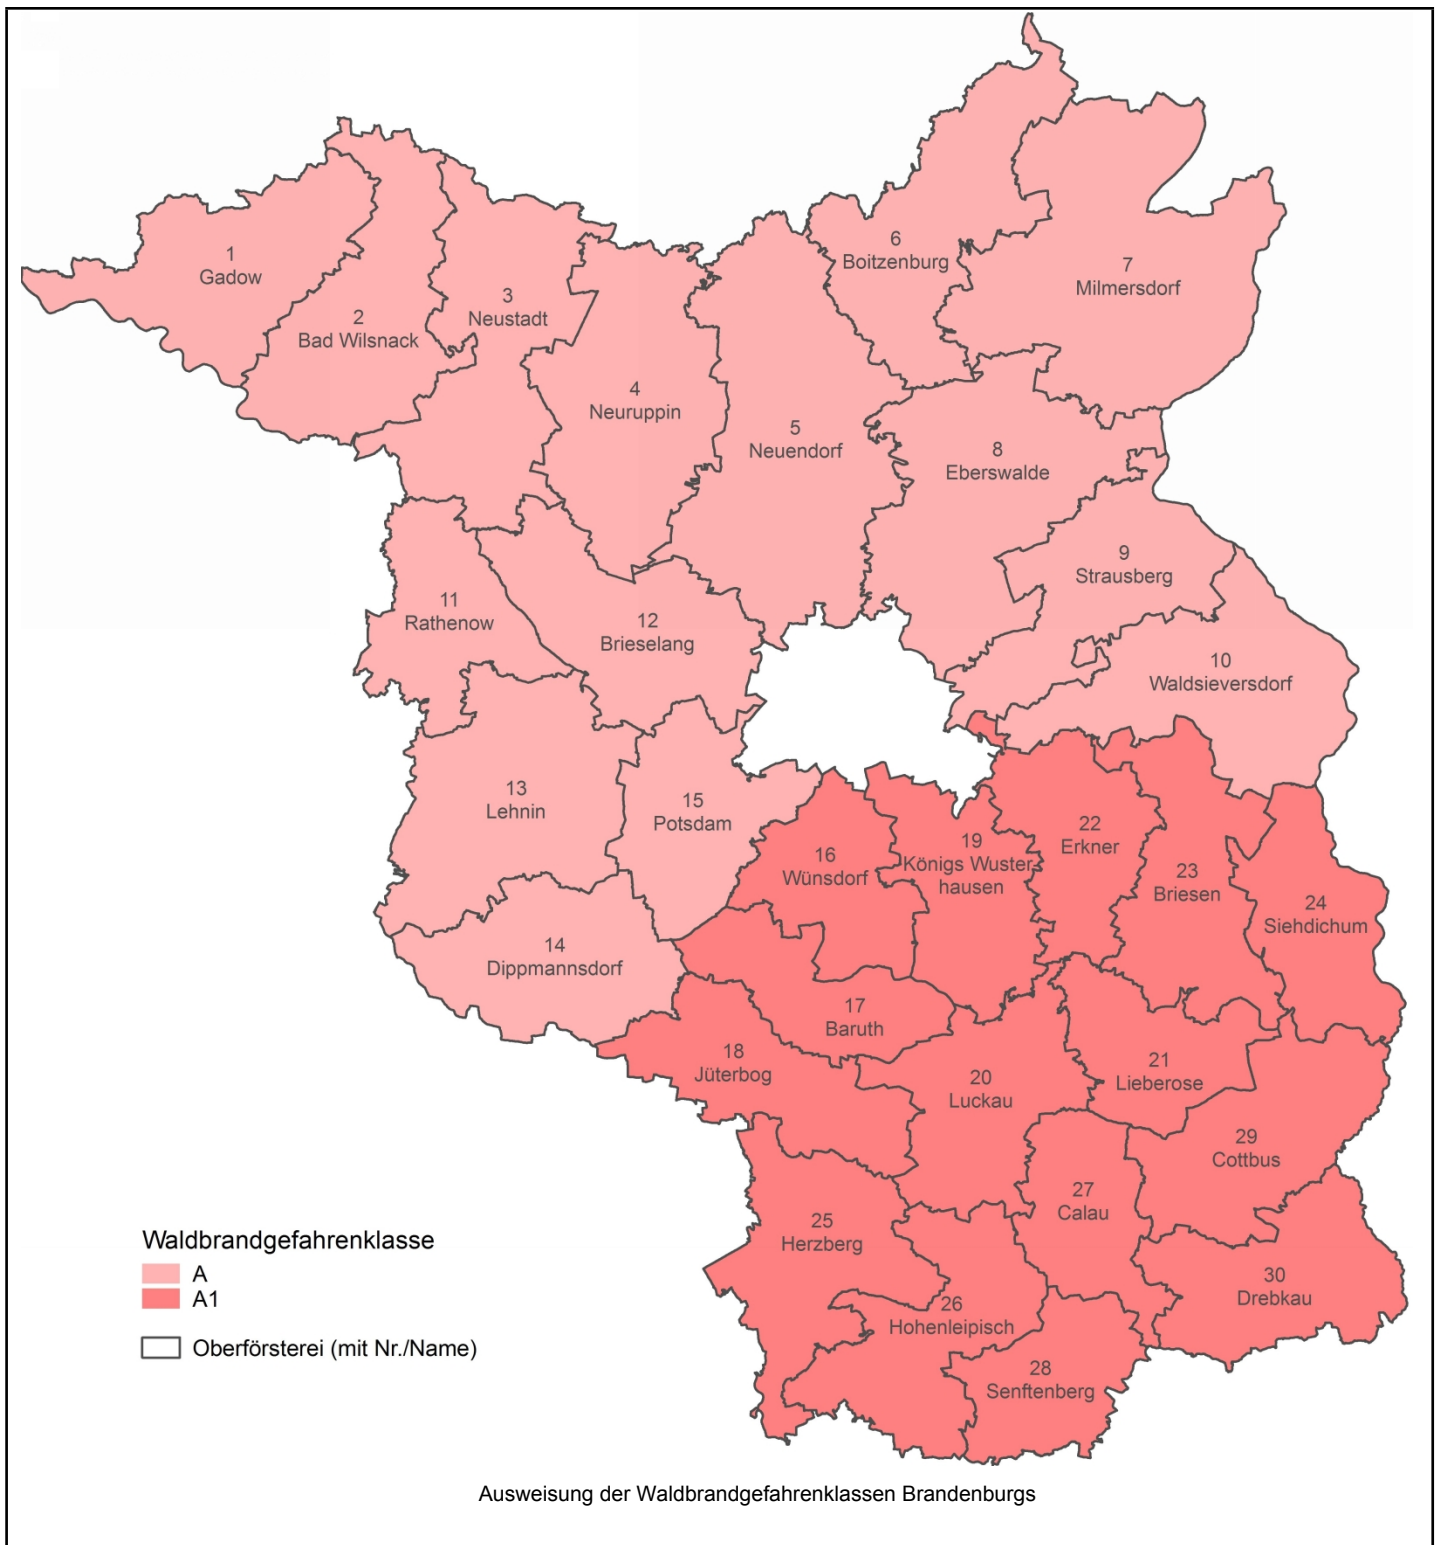 1
Gadow
2
Bad Wilsnack
3
Neustadt
4
Neuruppin
5
Neuendorf
6
Boitzenburg
7
Milmersdorf
8
Eberswalde
9
Strausberg
10
Waldsieversdorf
11
Rathenow
12
Brieselang
13
Lehnin
14
Dippmannsdorf
15
Potsdam
16
Wünsdorf
17
Baruth
18
Jüterbog
19
Königs Wuster-
hausen
20
Luckau
21
Lieberose
22
Erkner
23
Briesen
24
Siehdichum
25
Herzberg
26
Hohenleipisch
27
Calau
28
Senftenberg
29
Cottbus
30
Drebkau
Waldbrandgefahrenklasse
A
A1
Oberförsterei (mit Nr./Name)
Ausweisung der Waldbrandgefahrenklassen Brandenburgs